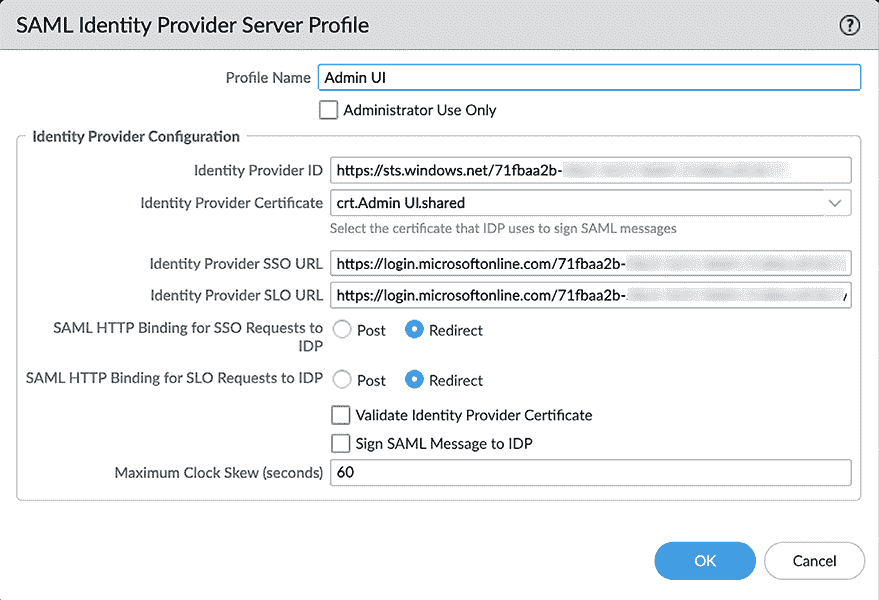 SAML Identity Provider Server Profile
?
Profile Name Admin UI
Administrator Use Only
Identity Provider Configuration
Identity Provider ID https://sts.windows.net/71fbaa2b-
Identity Provider Certificate crt.Admin UI.shared
Select the certificate that IDP uses to sign SAML messages
Identity Provider SSO URL https://login.microsoftonline.com/71fbaa2b-
Identity Provider SLO URL https://login.microsoftonline.com/71fbaa2b-
SAML HTTP Binding for SSO Requests to
IDP
Post Redirect
SAML HTTP Binding for SLO Requests to IDP Post Redirect
Validate Identity Provider Certificate
Sign SAML Message to IDP
Maximum Clock Skew (seconds) 60
OK Cancel